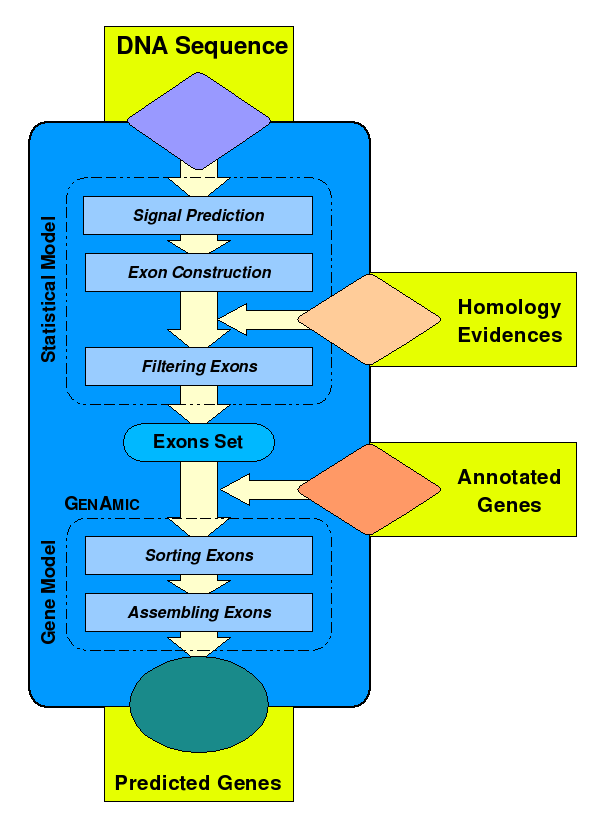 DNA Sequence
Statistical Model
Signal Prediction
Exon Construction
Homology
Evidences
Filtering Exons
Exons Set
Annotated
Genes
GENAMIC
Gene Model
Sorting Exons
Assembling Exons
Predicted Genes